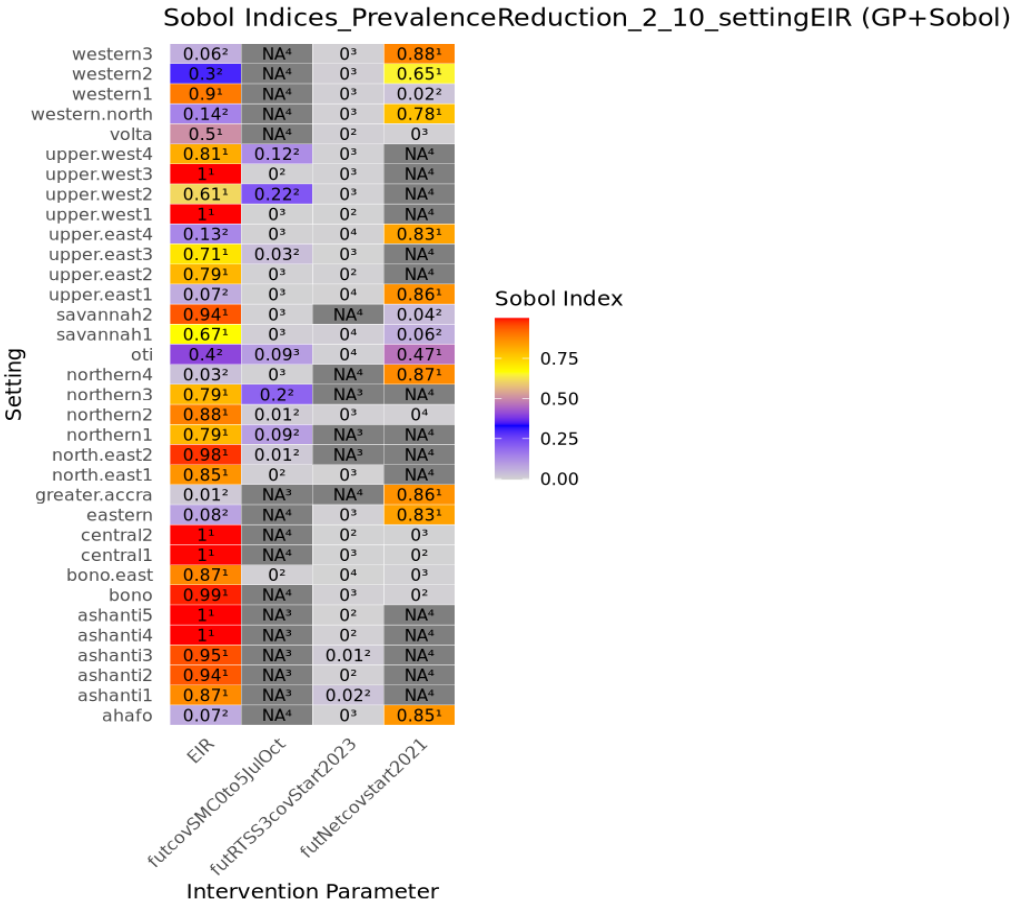 Sobol Indices_PrevalenceReduction_2_10_settingEIR (GP+Sobol)
western3 0.06² NA⁴ 0³ 0.88¹
western2 0.3² NA⁴ 0³ 0.65¹
western1 0.9¹ NA⁴ 0³ 0.02²
western.north 0.14² NA⁴ 0³ 0.78¹
volta 0.5¹ NA⁴ 0² 0³
upper.west4 0.81¹ 0.12² 0³ NA⁴
upper.west3 1¹ 0² 0³ NA⁴
upper.west2 0.61¹ 0.22² 0³ NA⁴
upper.west1 1¹ 0³ 0² NA⁴
upper.east4 0.13² 0³ 0⁴ 0.83¹
upper.east3 0.71¹ 0.03² 0³ NA⁴
upper.east2 0.79¹ 0³ 0² NA⁴
upper.east1 0.07² 0³ 0⁴ 0.86¹
savannah2 0.94¹ 0³ NA⁴ 0.04²
savannah1 0.67¹ 0³ 0⁴ 0.06²
oti 0.4² 0.09³ 0⁴ 0.47¹
northern4 0.03² 0³ NA⁴ 0.87¹
northern3 0.79¹ 0.2² NA³ NA⁴
northern2 0.88¹ 0.01² 0³ 0⁴
northern1 0.79¹ 0.09² NA³ NA⁴
north.east2 0.98¹ 0.01² NA³ NA⁴
north.east1 0.85¹ 0² 0³ NA⁴
greater.accra 0.01² NA³ NA⁴ 0.86¹
eastern 0.08² NA⁴ 0³ 0.83¹
central2 1¹ NA⁴ 0² 0³
central1 1¹ NA⁴ 0³ 0²
bono.east 0.87¹ 0² 0⁴ 0³
bono 0.99¹ NA⁴ 0³ 0²
ashanti5 1¹ NA³ 0² NA⁴
ashanti4 1¹ NA³ 0² NA⁴
ashanti3 0.95¹ NA³ 0.01² NA⁴
ashanti2 0.94¹ NA³ 0² NA⁴
ashanti1 0.87¹ NA³ 0.02² NA⁴
ahafo 0.07² NA⁴ 0³ 0.85¹
Setting
EIR
futcovSMC0to5JulOct
futRTSS3covStart2023
futNetcovstart2021
Intervention Parameter
Sobol Index
0.75
0.50
0.25
0.00